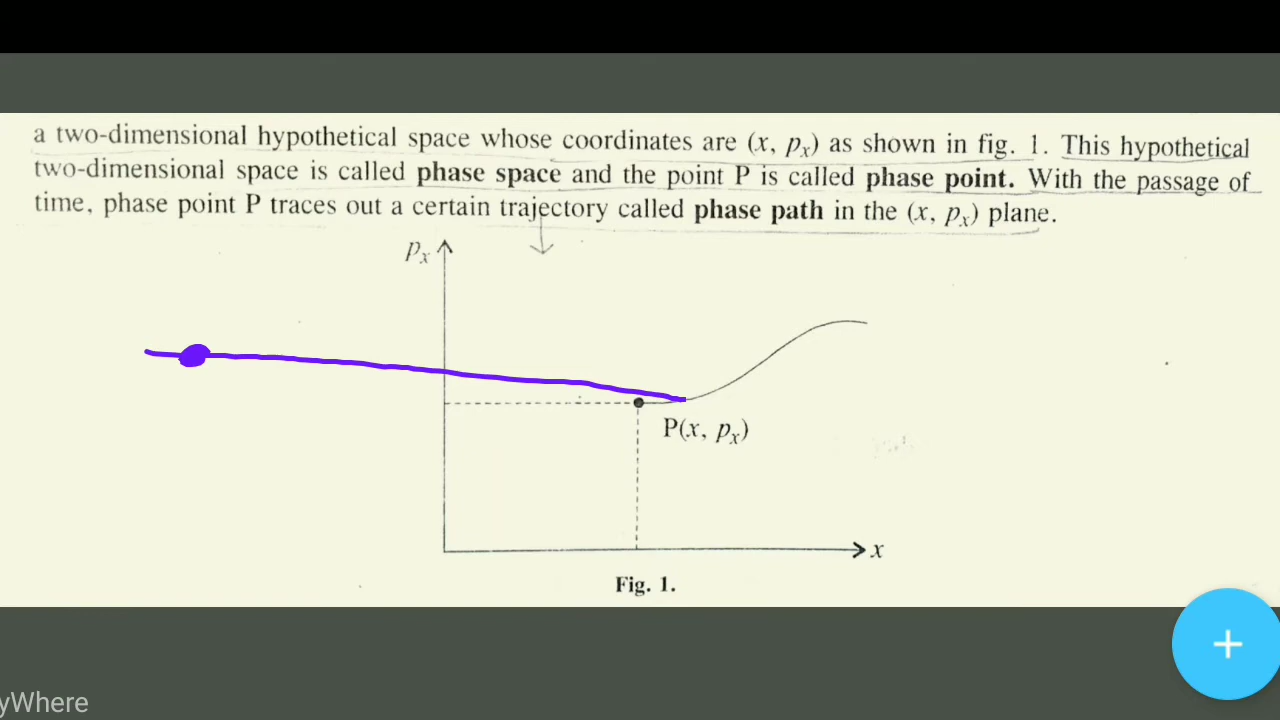 a two-dimensional hypothetical space whose coordinates are (x, pₓ) as shown in fig. 1. This hypothetical
two-dimensional space is called phase space and the point P is called phase point. With the passage of
time, phase point P traces out a certain trajectory called phase path in the (x, pₓ) plane.
pₓ
P(x, pₓ)
x
Fig. 1.
+
yWhere